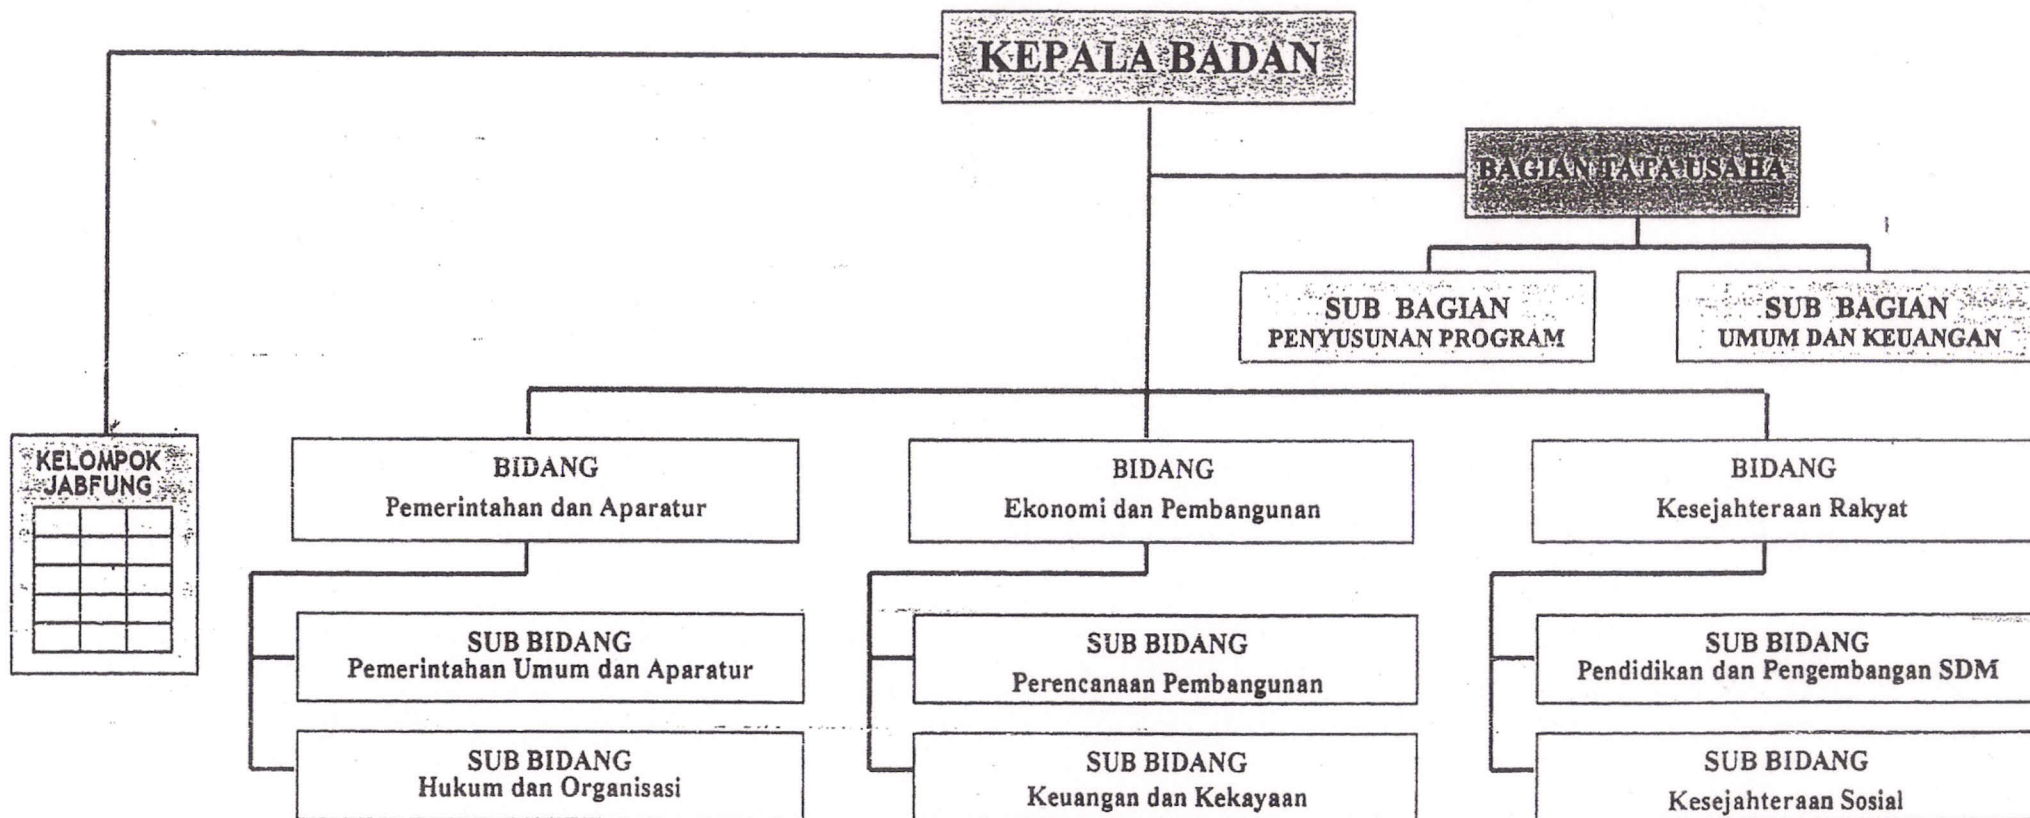 KEPALA BADAN
BAGIAN TATA USAHA
SUB BAGIAN
PENYUSUNAN PROGRAM
SUB BAGIAN
UMUM DAN KEUANGAN
KELOMPOK
JABFUNG
BIDANG
Pemerintahan dan Aparatur
BIDANG
Ekonomi dan Pembangunan
BIDANG
Kesejahteraan Rakyat
SUB BIDANG
Pemerintahan Umum dan Aparatur
SUB BIDANG
Perencanaan Pembangunan
SUB BIDANG
Pendidikan dan Pengembangan SDM
SUB BIDANG
Hukum dan Organisasi
SUB BIDANG
Keuangan dan Kekayaan
SUB BIDANG
Kesejahteraan Sosial